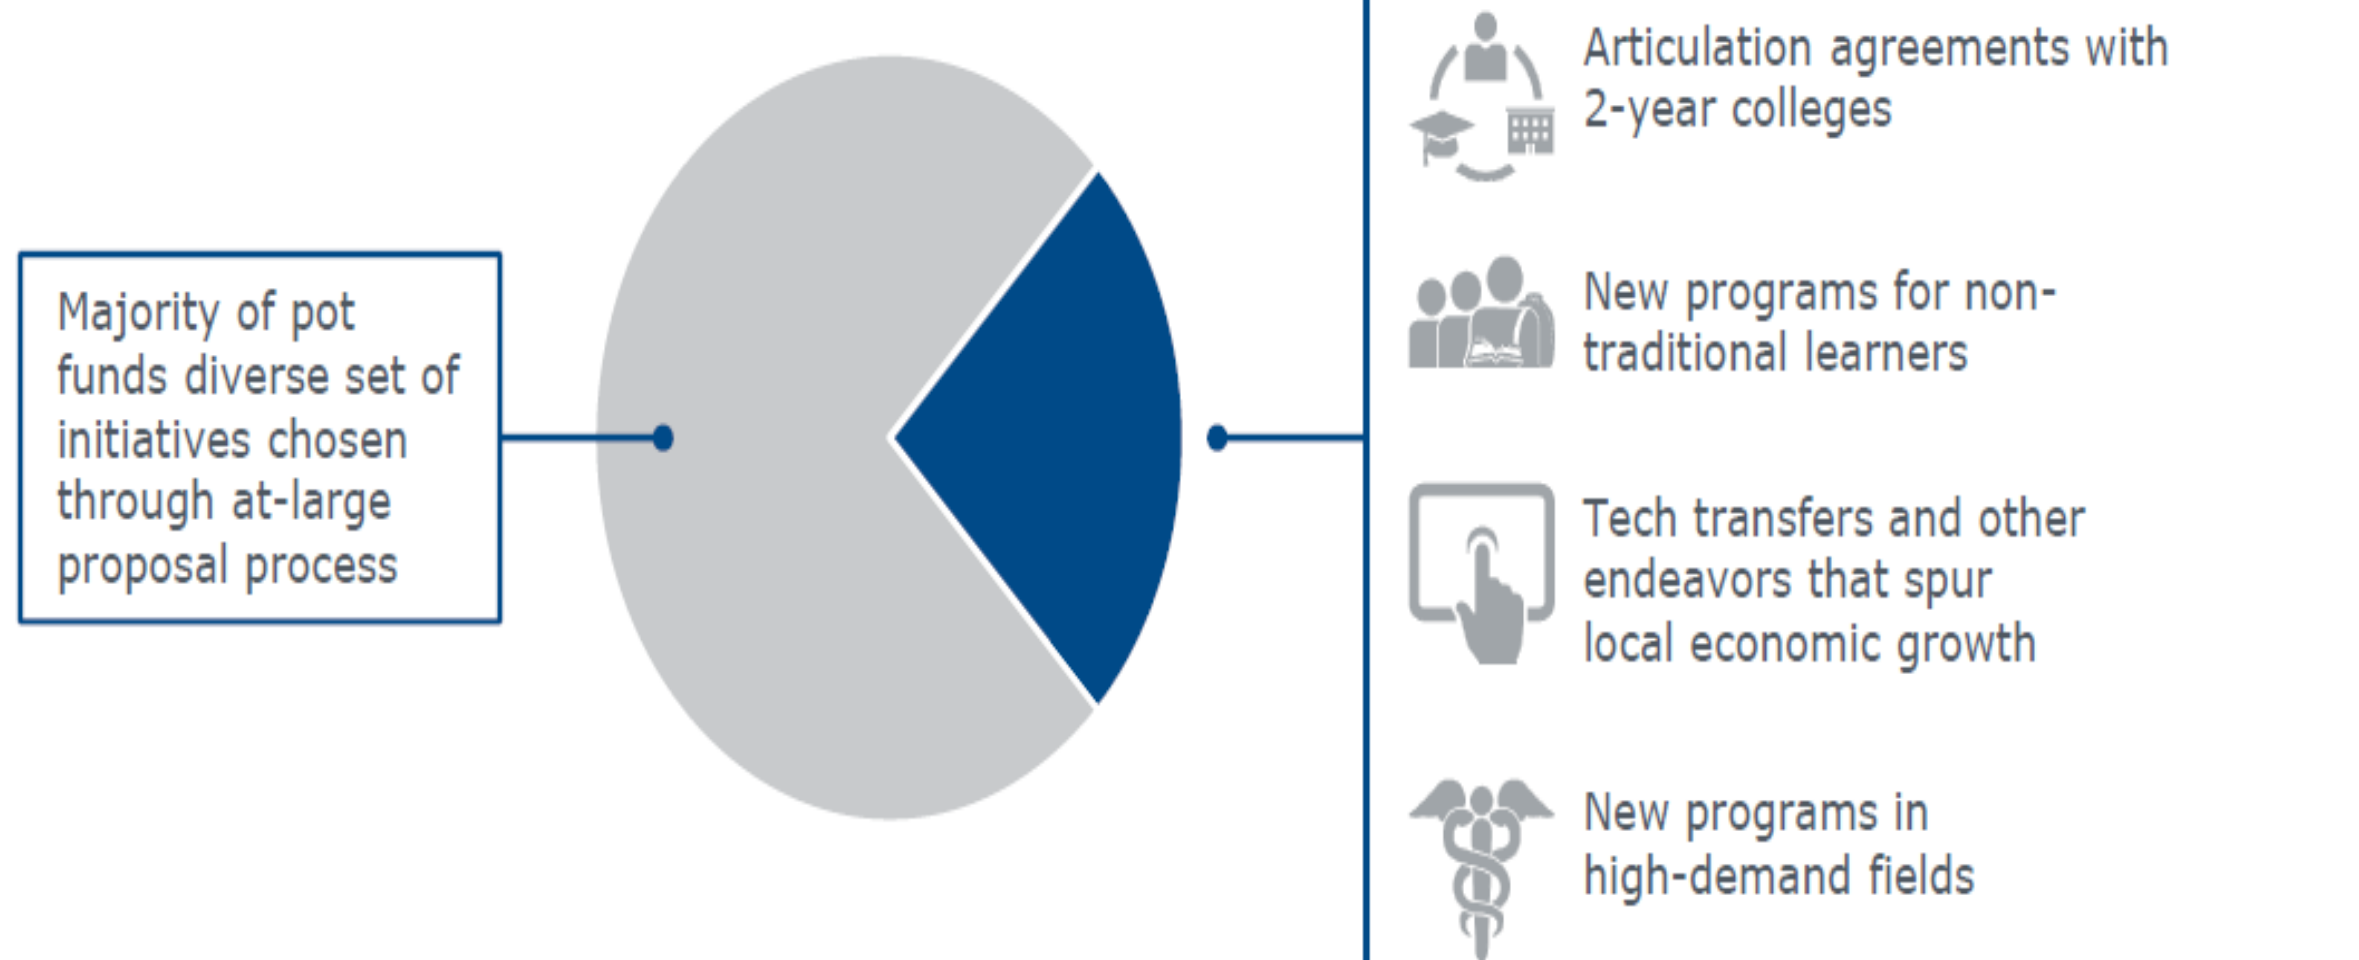 Majority of pot
funds diverse set of
initiatives chosen
through at-large
proposal process
Articulation agreements with
2-year colleges
New programs for non-
traditional learners
Tech transfers and other
endeavors that spur
local economic growth
New programs in
high-demand fields